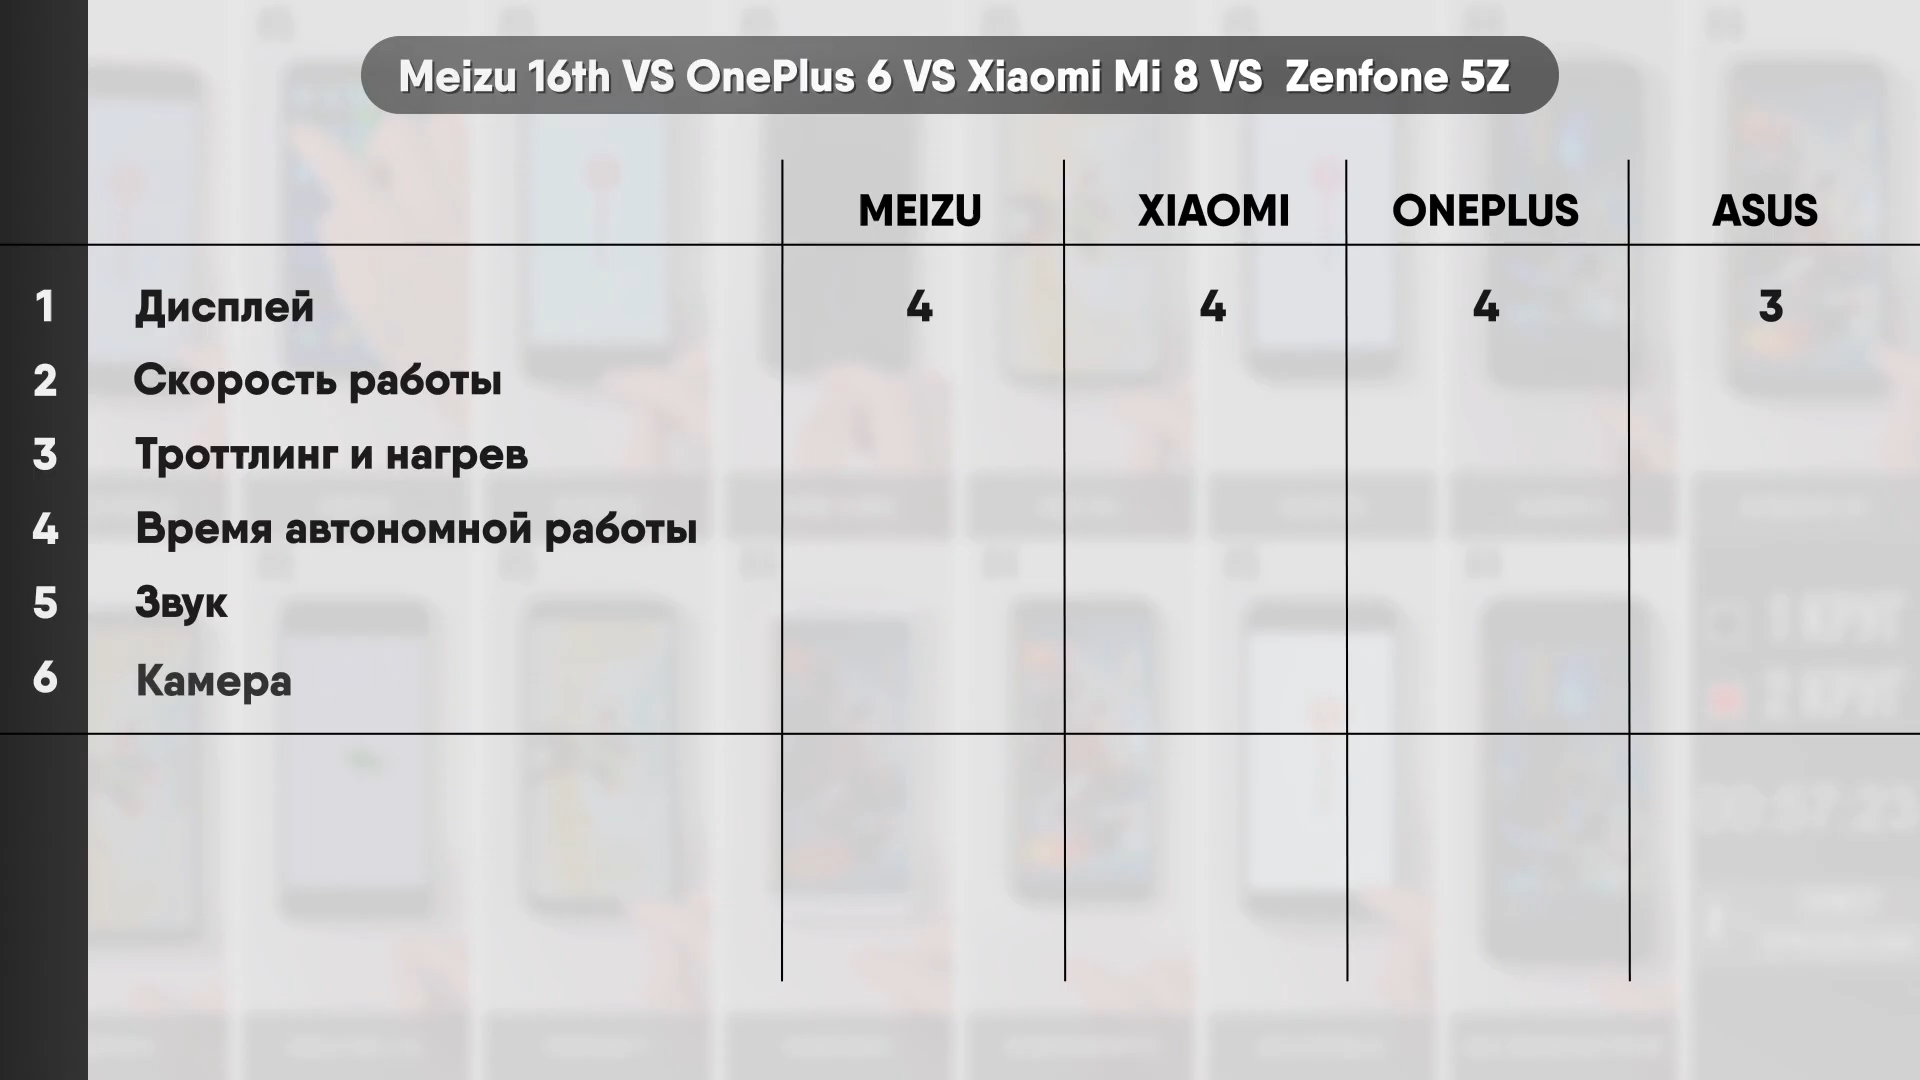 Meizu 16th VS OnePlus 6 VS Xiaomi Mi 8 VS Zenfone 5Z
MEIZU XIAOMI ONEPLUS ASUS
1 Дисплей 4 4 4 3
2 Скорость работы
3 Троттлинг и нагрев
4 Время автономной работы
5 Звук
6 Камера